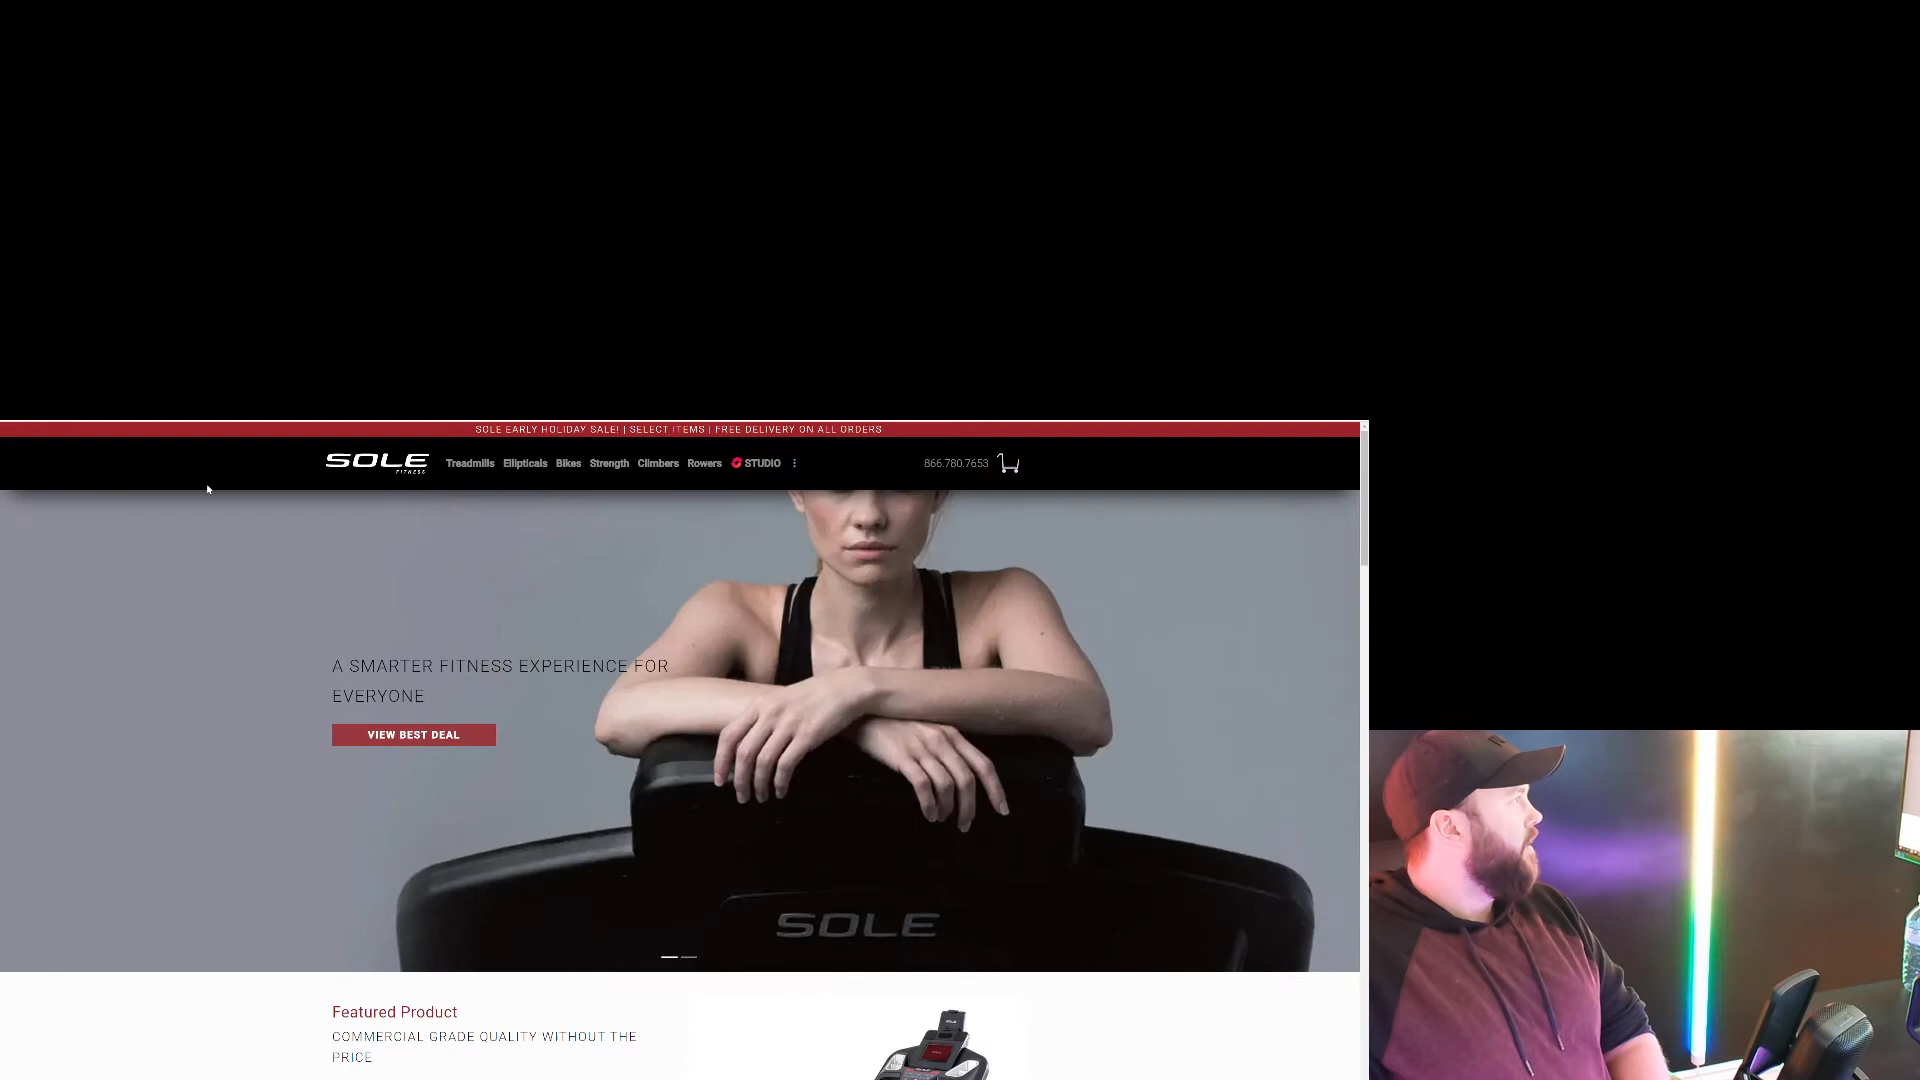 SOLE EARLY HOLIDAY SALE! | SELECT ITEMS | FREE DELIVERY ON ALL ORDERS
SOLE FITNESS Treadmills Ellipticals Bikes Strength Climbers Rowers STUDIO 866.780.7653
A SMARTER FITNESS EXPERIENCE FOR
EVERYONE
VIEW BEST DEAL
SOLE
Featured Product
COMMERCIAL GRADE QUALITY WITHOUT THE
PRICE